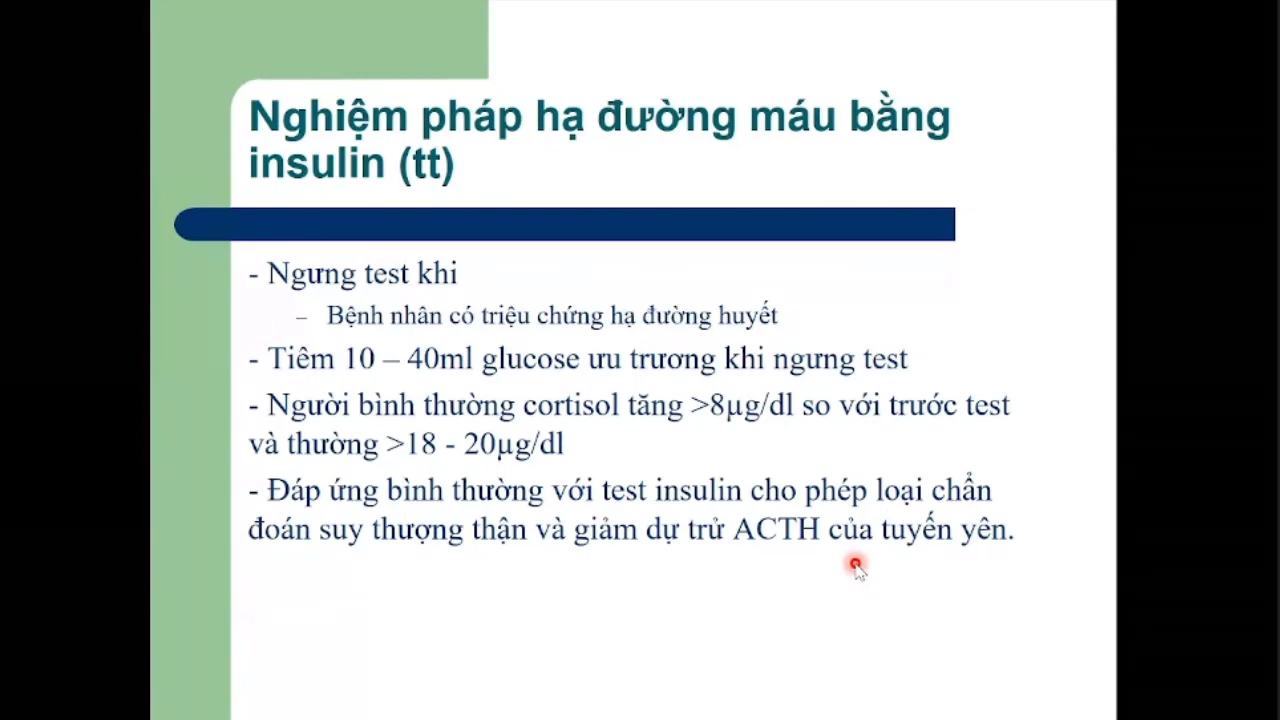 Nghiệm pháp hạ đường máu bằng
insulin (tt)
- Ngưng test khi
– Bệnh nhân có triệu chứng hạ đường huyết
- Tiêm 10 – 40ml glucose ưu trương khi ngưng test
- Người bình thường cortisol tăng >8µg/dl so với trước test
và thường >18 - 20µg/dl
- Đáp ứng bình thường với test insulin cho phép loại chẩn
đoán suy thượng thận và giảm dự trử ACTH của tuyến yên.